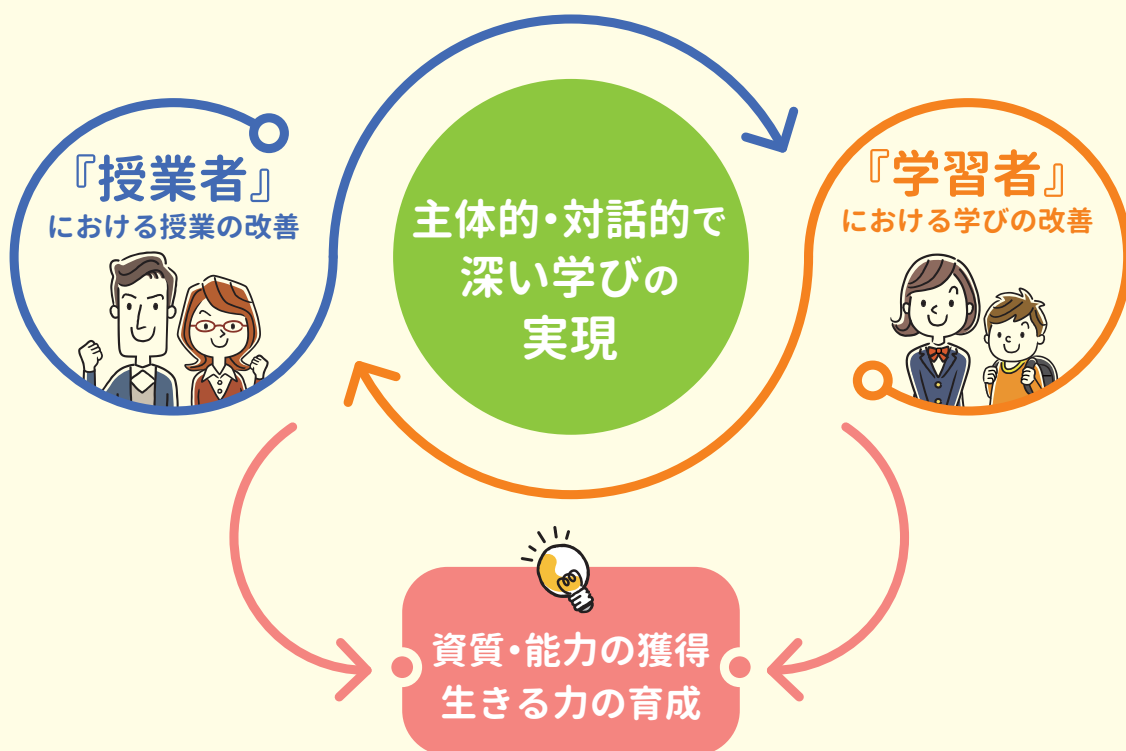 『授業者』
における授業の改善
主体的・対話的で
深い学びの
実現
『学習者』
における学びの改善
資質・能力の獲得
生きる力の育成